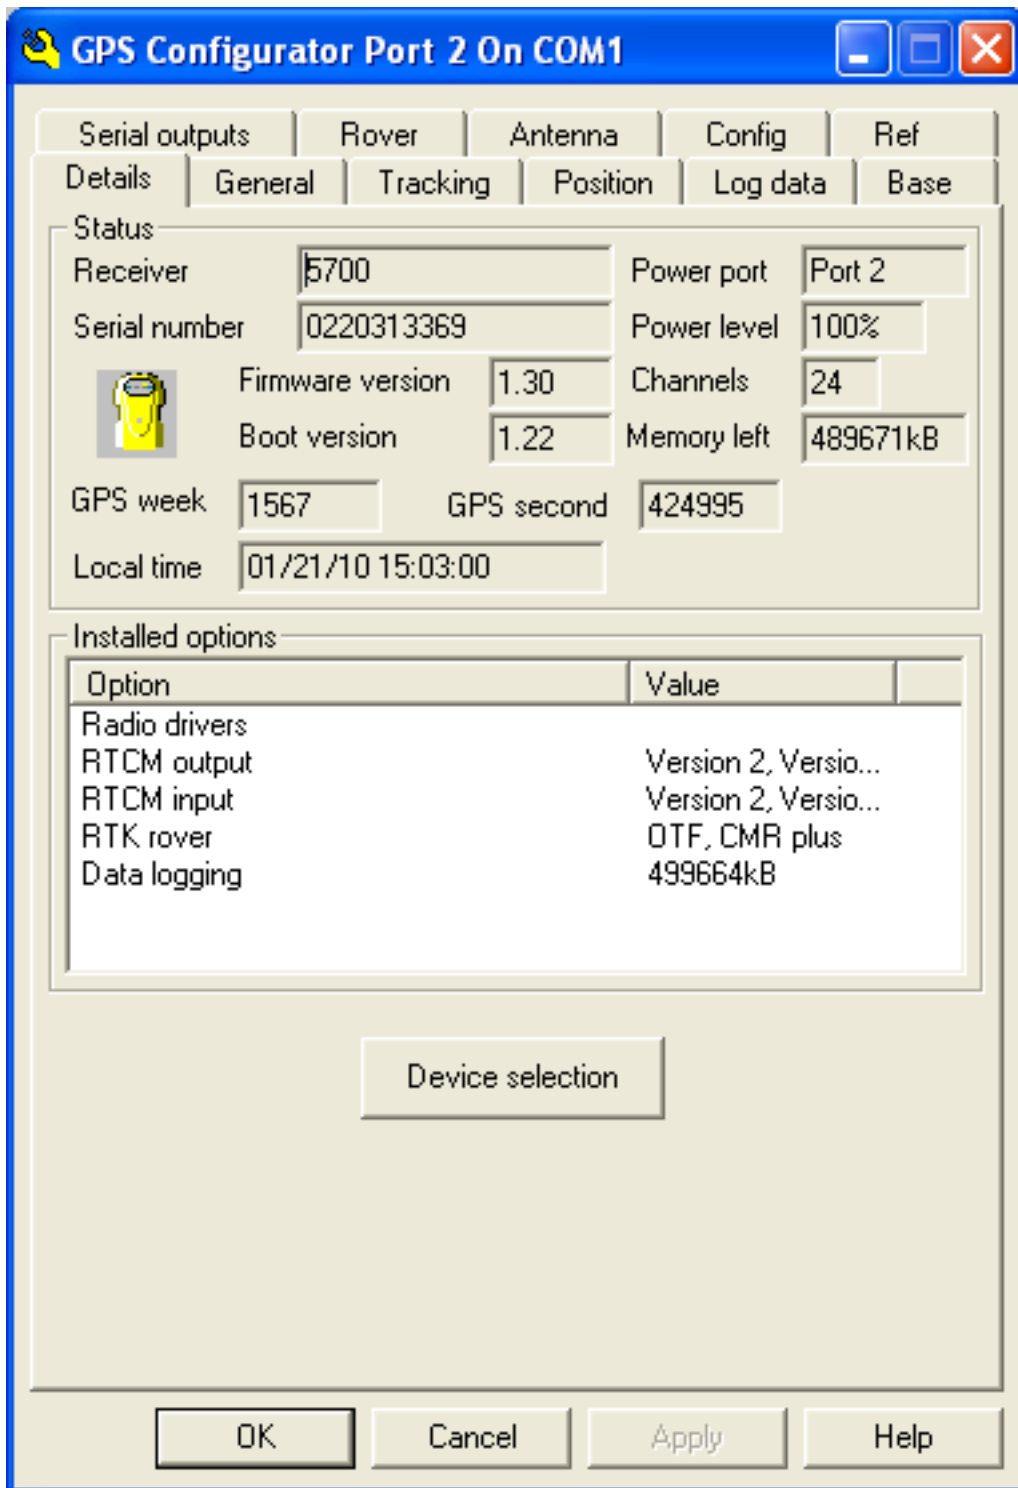 GPS Configurator Port 2 On COM1
Serial outputs Rover Antenna Config Ref
Details General Tracking Position Log data Base
Status
Receiver 5700 Power port Port 2
Serial number 0220313369 Power level 100%
Firmware version 1.30 Channels 24
Boot version 1.22 Memory left 489671kB
GPS week 1567 GPS second 424995
Local time 01/21/10 15:03:00
Installed options
Option Value
Radio drivers
RTCM output Version 2, Versio...
RTCM input Version 2, Versio...
RTK rover OTF, CMR plus
Data logging 499664kB
Device selection
OK Cancel Apply Help